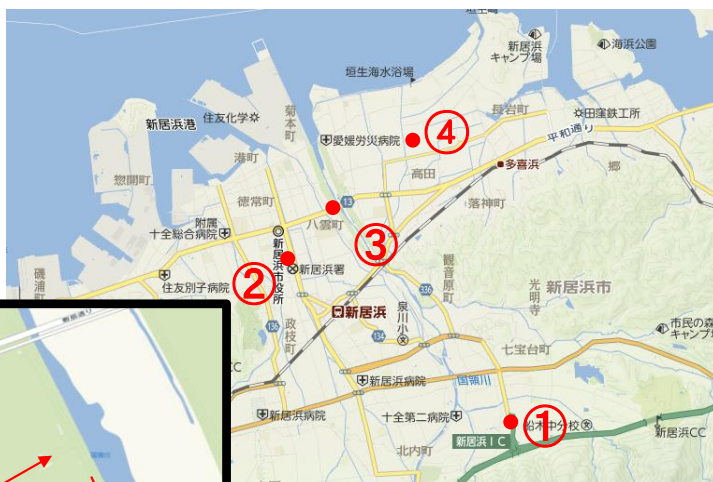 垣生崎
新居浜
キャンプ場
海浜公園
垣生海水浴場
長岩町
田窪鉄工所
新居浜港
住友化学
菊本町
愛媛労災病院
④
平和通り
港町
高田
多喜浜
郷
惣開町
徳常町
13
八雲町
落神町
附属
十全総合病院
新居浜市役所
③
新居浜署
観音原町
磯浦町
②
住友別子病院
光明寺
新居浜市
336
新居浜
泉川小
136
政枝町
134
市民の森
キャンプ場
七宝台町
新居浜病院
国領川
新居浜病院
十全第二病院
①
船木中分校
新居浜IC
新居浜CC
北内町